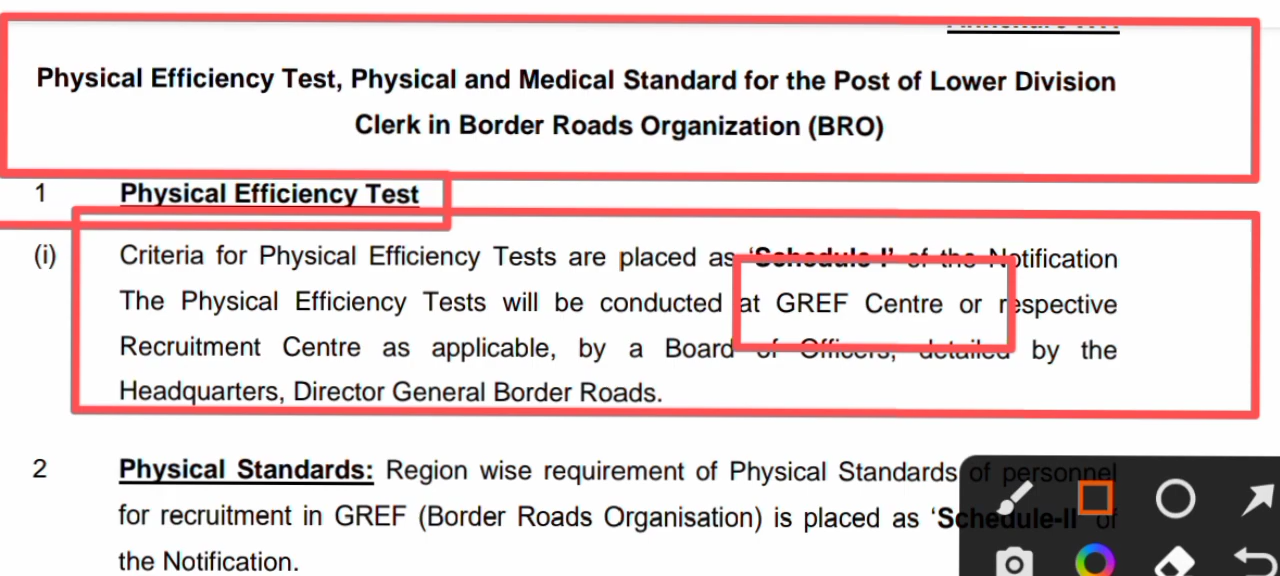 Physical Efficiency Test, Physical and Medical Standard for the Post of Lower Division
Clerk in Border Roads Organization (BRO)
1 Physical Efficiency Test
(i) Criteria for Physical Efficiency Tests are placed as ‘Schedule-I’ of the Notification
The Physical Efficiency Tests will be conducted at GREF Centre or respective
Recruitment Centre as applicable, by a Board of Officers, detailed by the
Headquarters, Director General Border Roads.
2 Physical Standards: Region wise requirement of Physical Standards of personnel
for recruitment in GREF (Border Roads Organisation) is placed as ‘Schedule-II’ of
the Notification.